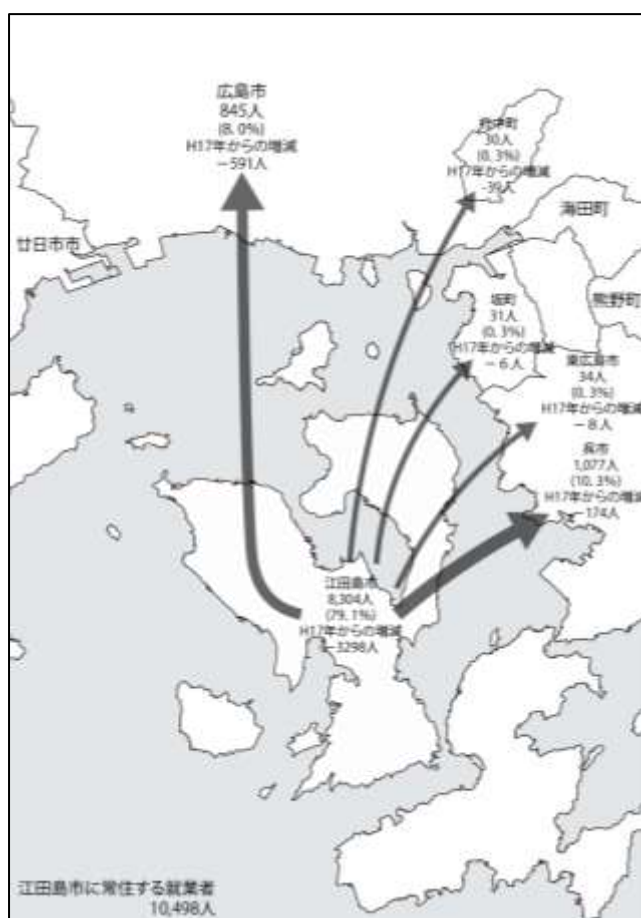 広島市
845人
(8.0%)
H17年からの増減
－591人
府中町
30人
(0.3%)
H17年からの増減
-39人
海田町
廿日市市
熊野町
坂町
31人
(0.3%)
H17年からの増減
－6人
東広島市
34人
(0.3%)
H17年からの増減
－8人
呉市
1,077人
(10.3%)
H17年からの増減
－174人
江田島市
8,304人
(79.1%)
H17年からの増減
－3298人
江田島市に常住する就業者
10,498人